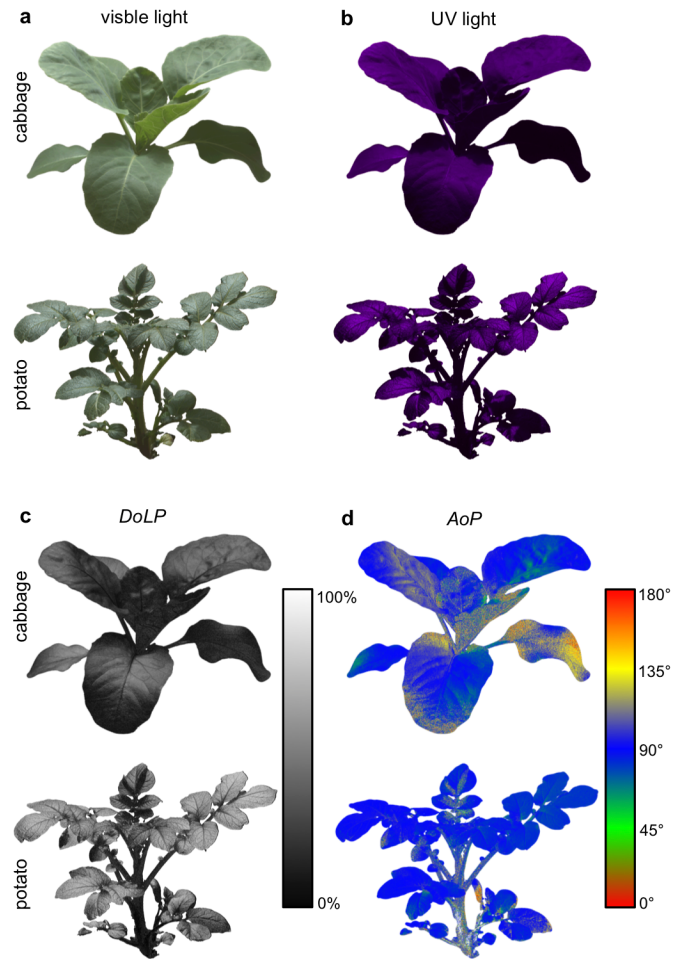 a
visble light
b
UV light
cabbage
potato
c
DoLP
d
AoP
cabbage
100%
180°
135°
90°
45°
potato
0%
0°